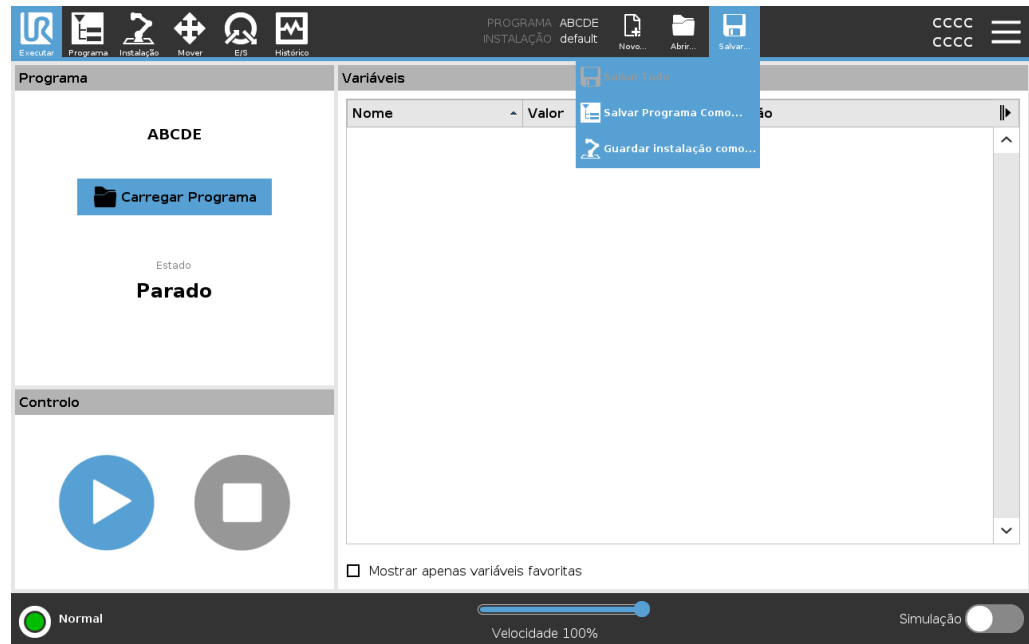 PROGRAMA ABCDE
INSTALAÇÃO default
Executar Programa Instalação Mover E/S Histórico
Novo... Abrir... Salvar...
cccc
cccc
Programa
Variáveis
Salvar Tudo
Salvar Programa Como...
Guardar instalação como...
Nome Valor
ABCDE
Carregar Programa
Estado
Parado
Controlo
Mostrar apenas variáveis favoritas
Normal
Velocidade 100%
Simulação